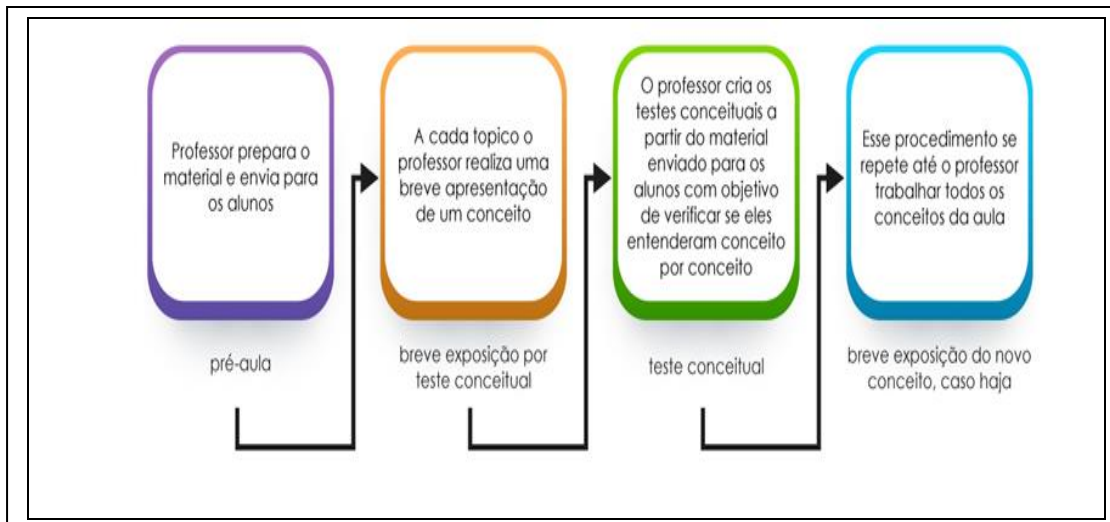 Professor prepara o
material e envia para
os alunos
pré-aula
A cada topico o
professor realiza uma
breve apresentação
de um conceito
breve exposição por
teste conceitual
O professor cria os
testes conceituais a
partir do material
enviado para os
alunos com objetivo
de verificar se eles
entenderam conceito
por conceito
teste conceitual
Esse procedimento se
repete até o professor
trabalhar todos os
conceitos da aula
breve exposição do novo
conceito, caso haja